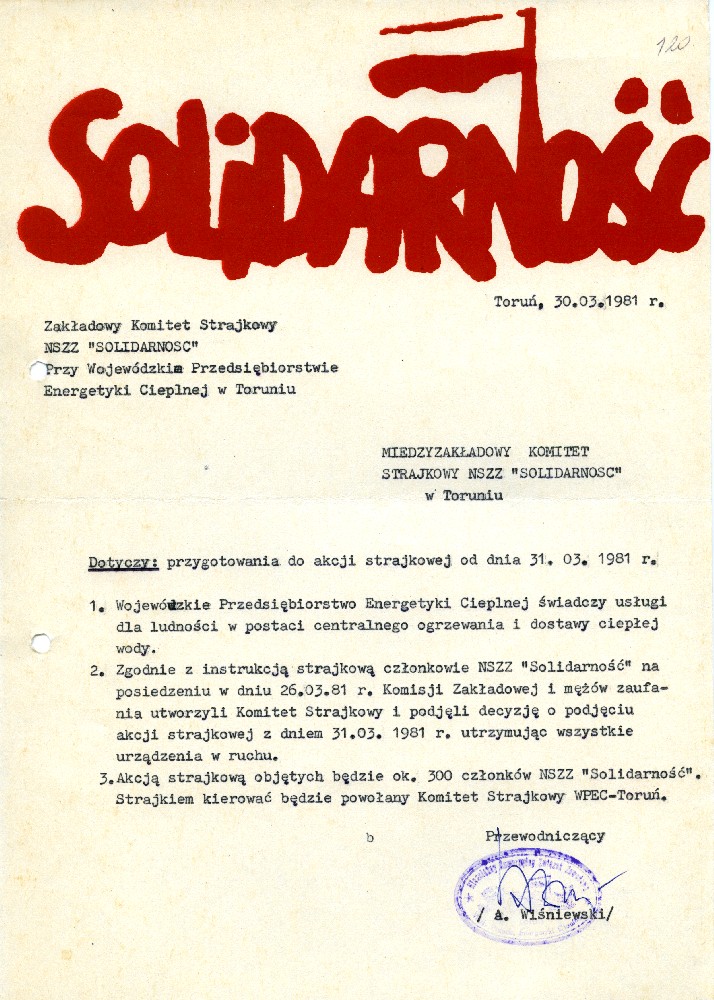 120.
SOLiDARNOŚĆ
Toruń, 30.03.1981 r.
Zakładowy Komitet Strajkowy
NSZZ "SOLIDARNOSC"
Przy Wojewódzkim Przedsiębiorstwie
Energetyki Cieplnej w Toruniu
MIEDZYZAKŁADOWY KOMITET
STRAJKOWY NSZZ "SOLIDARNOSC"
w Toruniu
Dotyczy: przygotowania do akcji strajkowej od dnia 31. 03. 1981 r.
1. Wojewódzkie Przedsiębiorstwo Energetyki Cieplnej świadczy usługi
dla ludności w postaci centralnego ogrzewania i dostawy ciepłej
wody.
2. Zgodnie z instrukcją strajkową członkowie NSZZ "Solidarność" na
posiedzeniu w dniu 26.03.81 r. Komisji Zakładowej i mężów zaufa-
nia utworzyli Komitet Strajkowy i podjęli decyzję o podjęciu
akcji strajkowej z dniem 31.03. 1981 r. utrzymując wszystkie
urządzenia w ruchu.
3. Akcją strajkową objętych będzie ok. 300 członków NSZZ "Solidarność".
Strajkiem kierować będzie powołany Komitet Strajkowy WPEC-Toruń.
b
Przewodniczący
Niezależny Samorządny Związek Zawodowy
/ A. Wiśniewski/